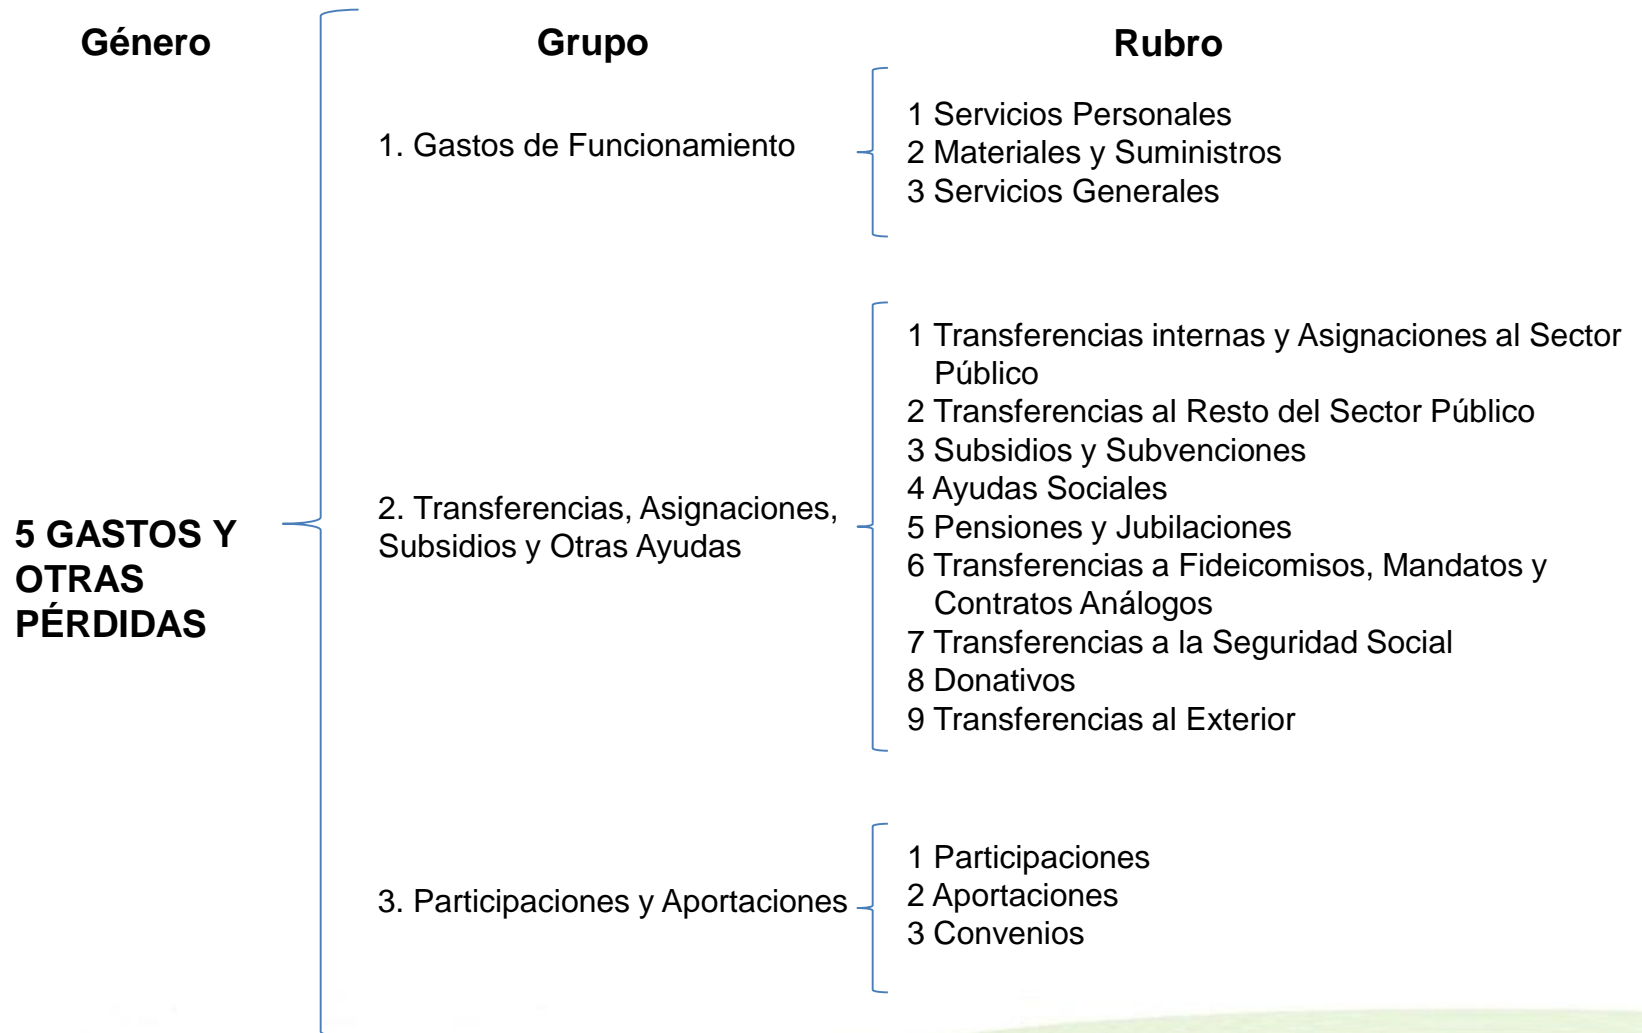 Género
Grupo
Rubro
5 GASTOS Y
OTRAS
PÉRDIDAS
1. Gastos de Funcionamiento
1 Servicios Personales
2 Materiales y Suministros
3 Servicios Generales
2. Transferencias, Asignaciones,
Subsidios y Otras Ayudas
1 Transferencias internas y Asignaciones al Sector
Público
2 Transferencias al Resto del Sector Público
3 Subsidios y Subvenciones
4 Ayudas Sociales
5 Pensiones y Jubilaciones
6 Transferencias a Fideicomisos, Mandatos y
Contratos Análogos
7 Transferencias a la Seguridad Social
8 Donativos
9 Transferencias al Exterior
3. Participaciones y Aportaciones
1 Participaciones
2 Aportaciones
3 Convenios